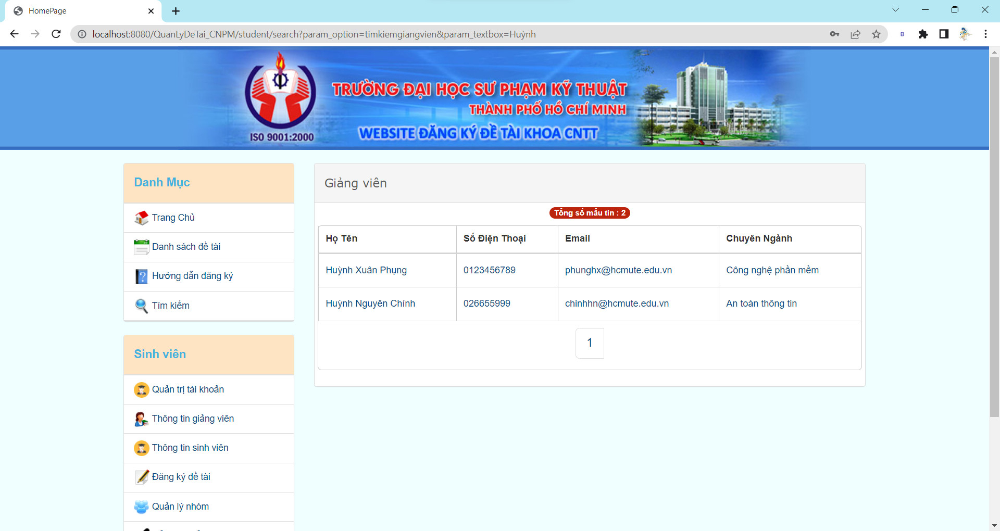 HomePage
localhost:8080/QuanLyDeTai_CNPM/student/search?param_option=timkiemgiangvien&param_textbox=Huỳnh
B
TRƯỜNG ĐẠI HỌC SƯ PHẠM KỸ THUẬT
THÀNH PHỐ HỒ CHÍ MINH
WEBSITE ĐĂNG KÝ ĐỀ TÀI KHOA CNTT
ISO 9001:2000
Danh Mục
Trang Chủ
Danh sách đề tài
Hướng dẫn đăng ký
Tìm kiếm
Sinh viên
Quản trị tài khoản
Thông tin giảng viên
Thông tin sinh viên
Đăng ký đề tài
Quản lý nhóm
Giảng viên
Tổng số mẫu tin : 2
Họ Tên Số Điện Thoại Email Chuyên Ngành
Huỳnh Xuân Phụng 0123456789 phunghx@hcmute.edu.vn Công nghệ phần mềm
Huỳnh Nguyên Chính 026655999 chinhhn@hcmute.edu.vn An toàn thông tin
1